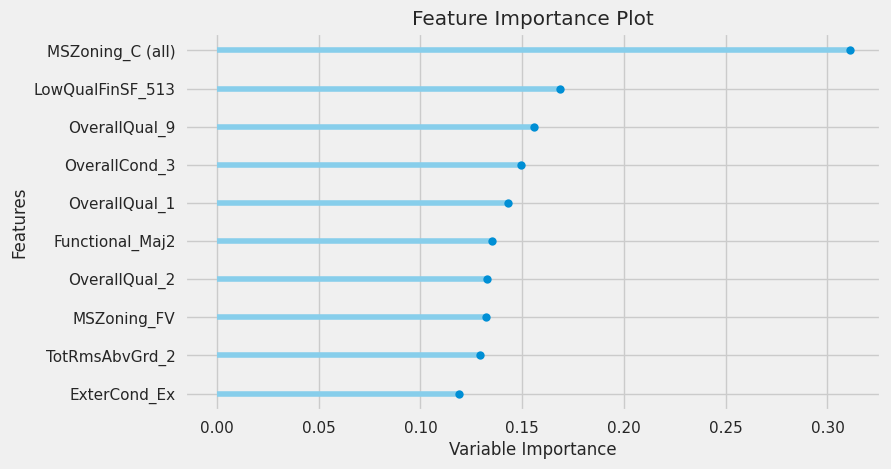 Feature Importance Plot
MSZoning_C (all)
LowQualFinSF_513
OverallQual_9
OverallCond_3
OverallQual_1
Functional_Maj2
OverallQual_2
MSZoning_FV
TotRmsAbvGrd_2
ExterCond_Ex
Features
0.00 0.05 0.10 0.15 0.20 0.25 0.30
Variable Importance